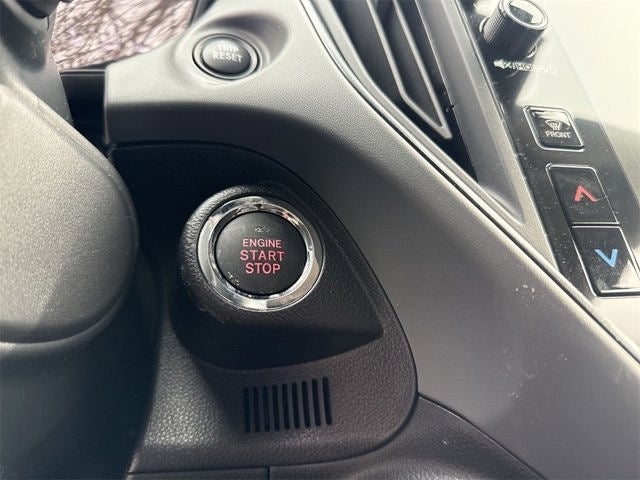 TRIP
RESET
FRONT
ENGINE
START
STOP